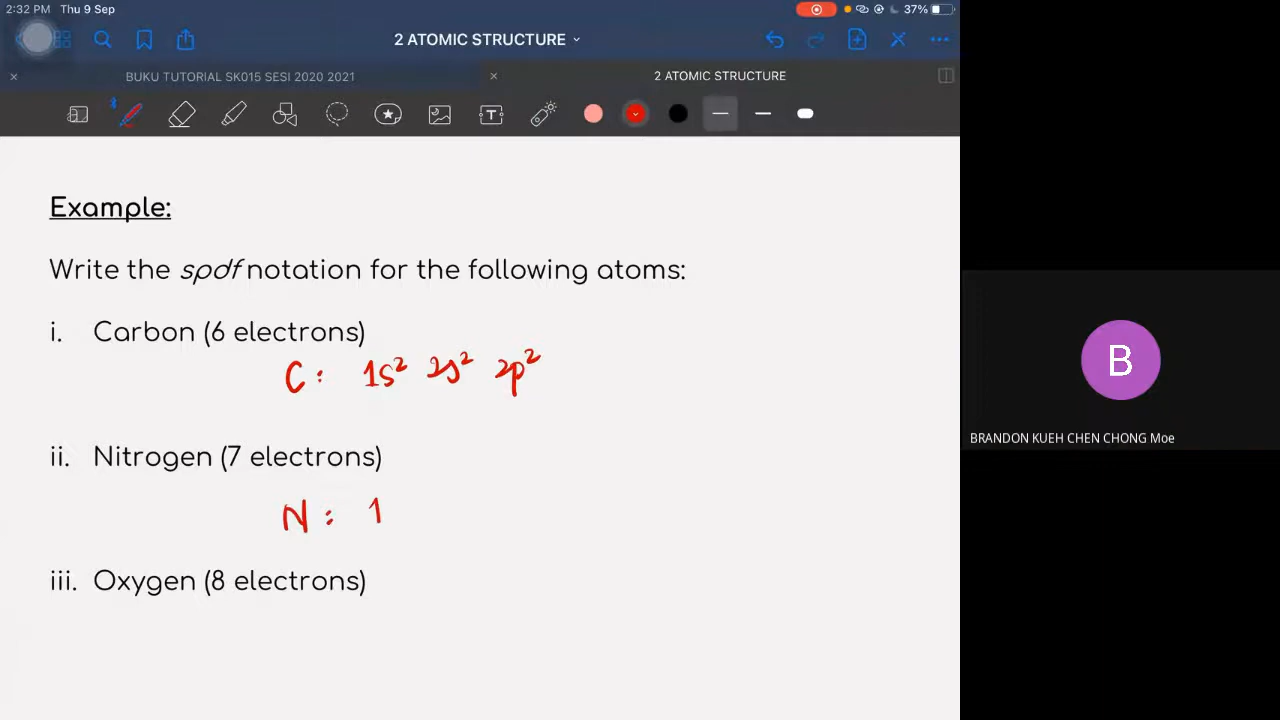 2:32 PM Thu 9 Sep 37%
2 ATOMIC STRUCTURE
BUKU TUTORIAL SK015 SESI 2020 2021
2 ATOMIC STRUCTURE
Example:
Write the spdf notation for the following atoms:
i. Carbon (6 electrons)
C: 1s² 2s² 2p²
ii. Nitrogen (7 electrons)
N: 1
iii. Oxygen (8 electrons)
B
BRANDON KUEH CHEN CHONG Moe